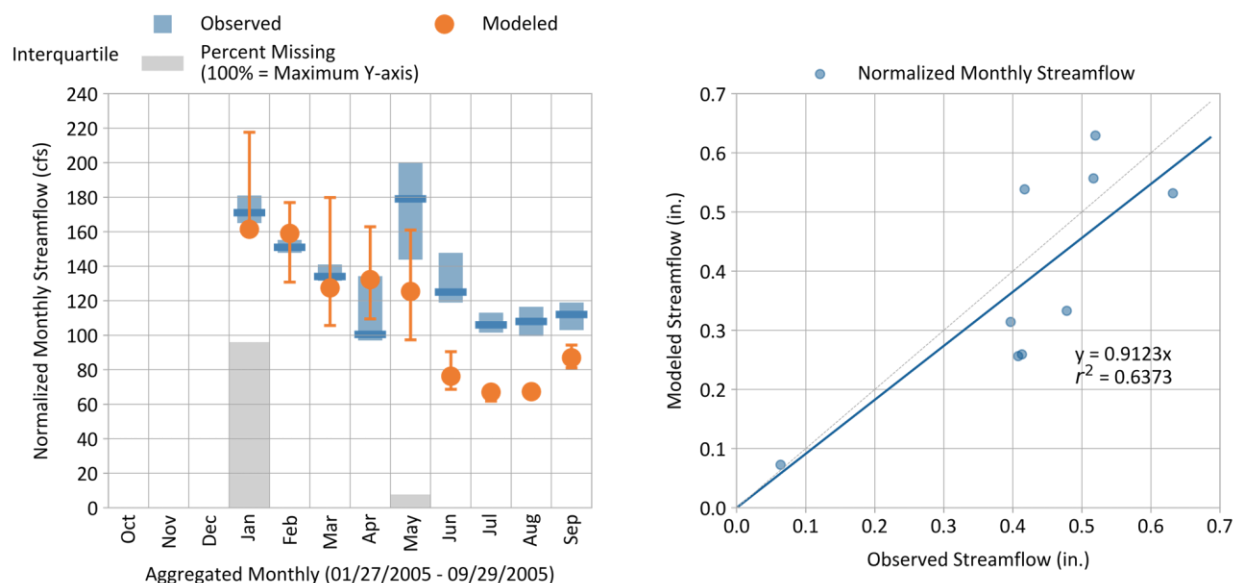 Observed
Modeled
Interquartile
Percent Missing
(100% = Maximum Y-axis)
Normalized Monthly Streamflow (cfs)
240
220
200
180
160
140
120
100
80
60
40
20
0
Oct
Nov
Dec
Jan
Feb
Mar
Apr
May
Jun
Jul
Aug
Sep
Aggregated Monthly (01/27/2005 - 09/29/2005)
Normalized Monthly Streamflow
Modeled Streamflow (in.)
0.7
0.6
0.5
0.4
0.3
0.2
0.1
0.0
y = 0.9123x
r² = 0.6373
0.0 0.1 0.2 0.3 0.4 0.5 0.6 0.7
Observed Streamflow (in.)